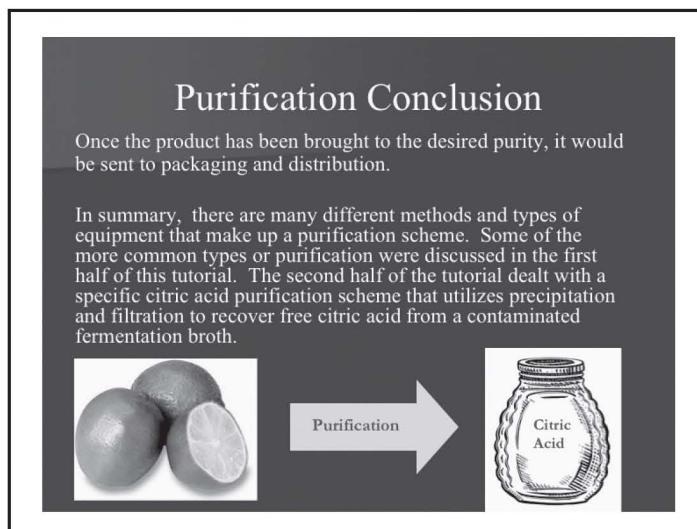 Purification Conclusion
Once the product has been brought to the desired purity, it would
be sent to packaging and distribution.
In summary,  there are many different methods and types of
equipment that make up a purification scheme.  Some of the
more common types or purification were discussed in the first
half of this tutorial.  The second half of the tutorial dealt with a
specific citric acid purification scheme that utilizes precipitation
and filtration to recover free citric acid from a contaminated
fermentation broth.
Purification
Citric
Acid